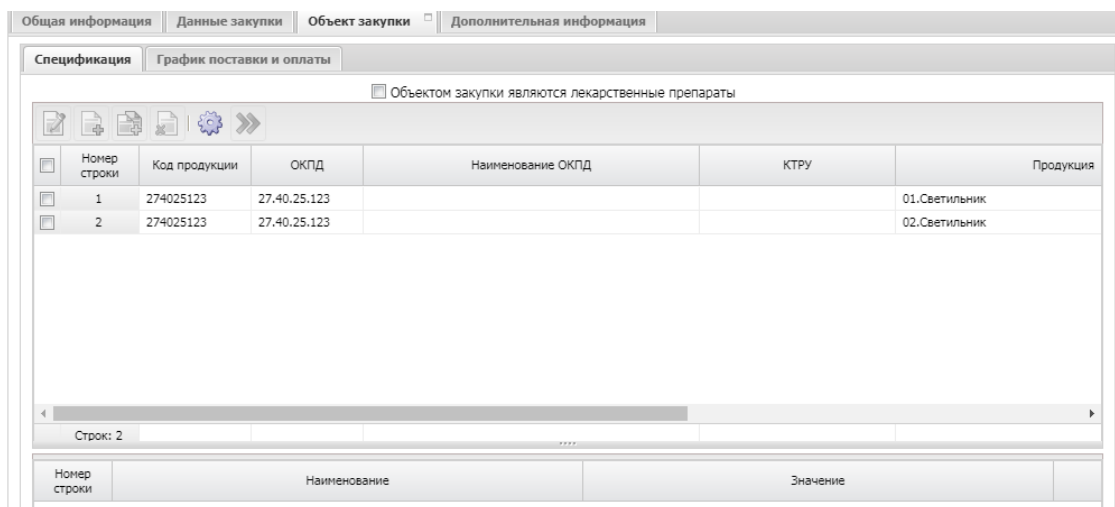 Общая информация Данные закупки Объект закупки Дополнительная информация
Спецификация График поставки и оплаты
Объектом закупки являются лекарственные препараты
Номер строки Код продукции ОКПД Наименование ОКПД КТРУ Продукция
1 274025123 27.40.25.123 01.Светильник
2 274025123 27.40.25.123 02.Светильник
Строк: 2
Номер строки Наименование Значение